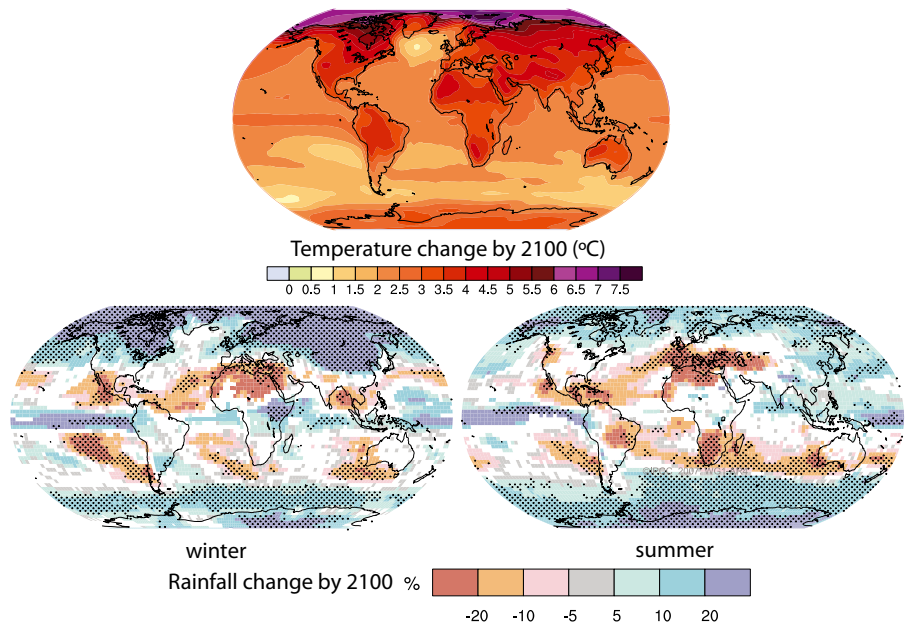 Temperature change by 2100 (ºC)
0 0.5 1 1.5 2 2.5 3 3.5 4 4.5 5 5.5 6 6.5 7 7.5
winter
summer
Rainfall change by 2100 %
-20 -10 -5 5 10 20